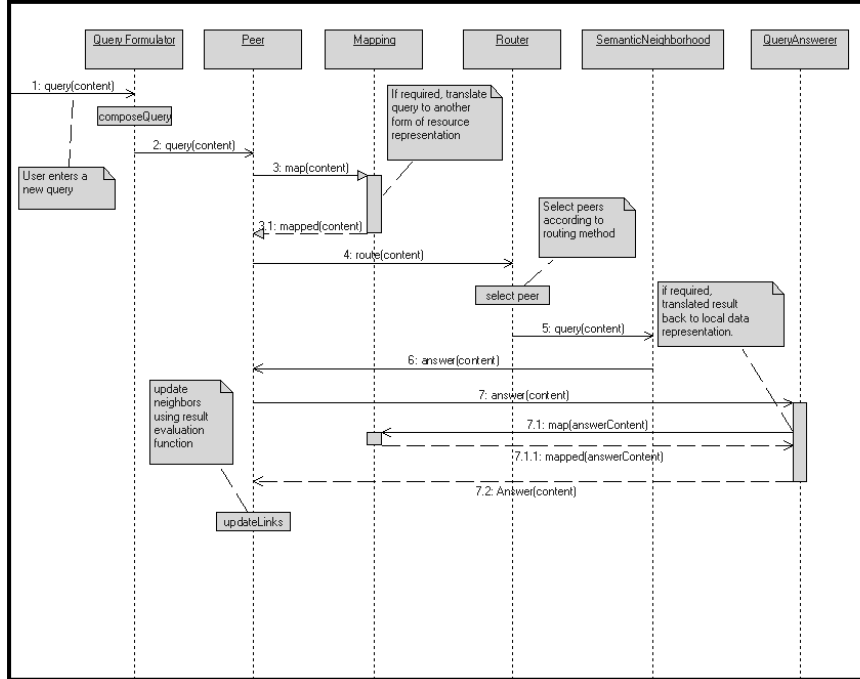 Query Formulator
Peer
Mapping
Router
SemanticNeighborhood
QueryAnswerer
1: query(content)
composeQuery
If required, translate
query to another
form of resource
representation
2: query(content)
User enters a
new query
3: map(content)
3.1: mapped(content)
Select peers
according to
routing method
4: route(content)
select peer
if required,
translated result
back to local data
representation.
5: query(content)
6: answer(content)
update
neighbors
using result
evaluation
function
7: answer(content)
7.1: map(answerContent)
7.1.1: mapped(answerContent)
7.2: Answer(content)
updateLinks